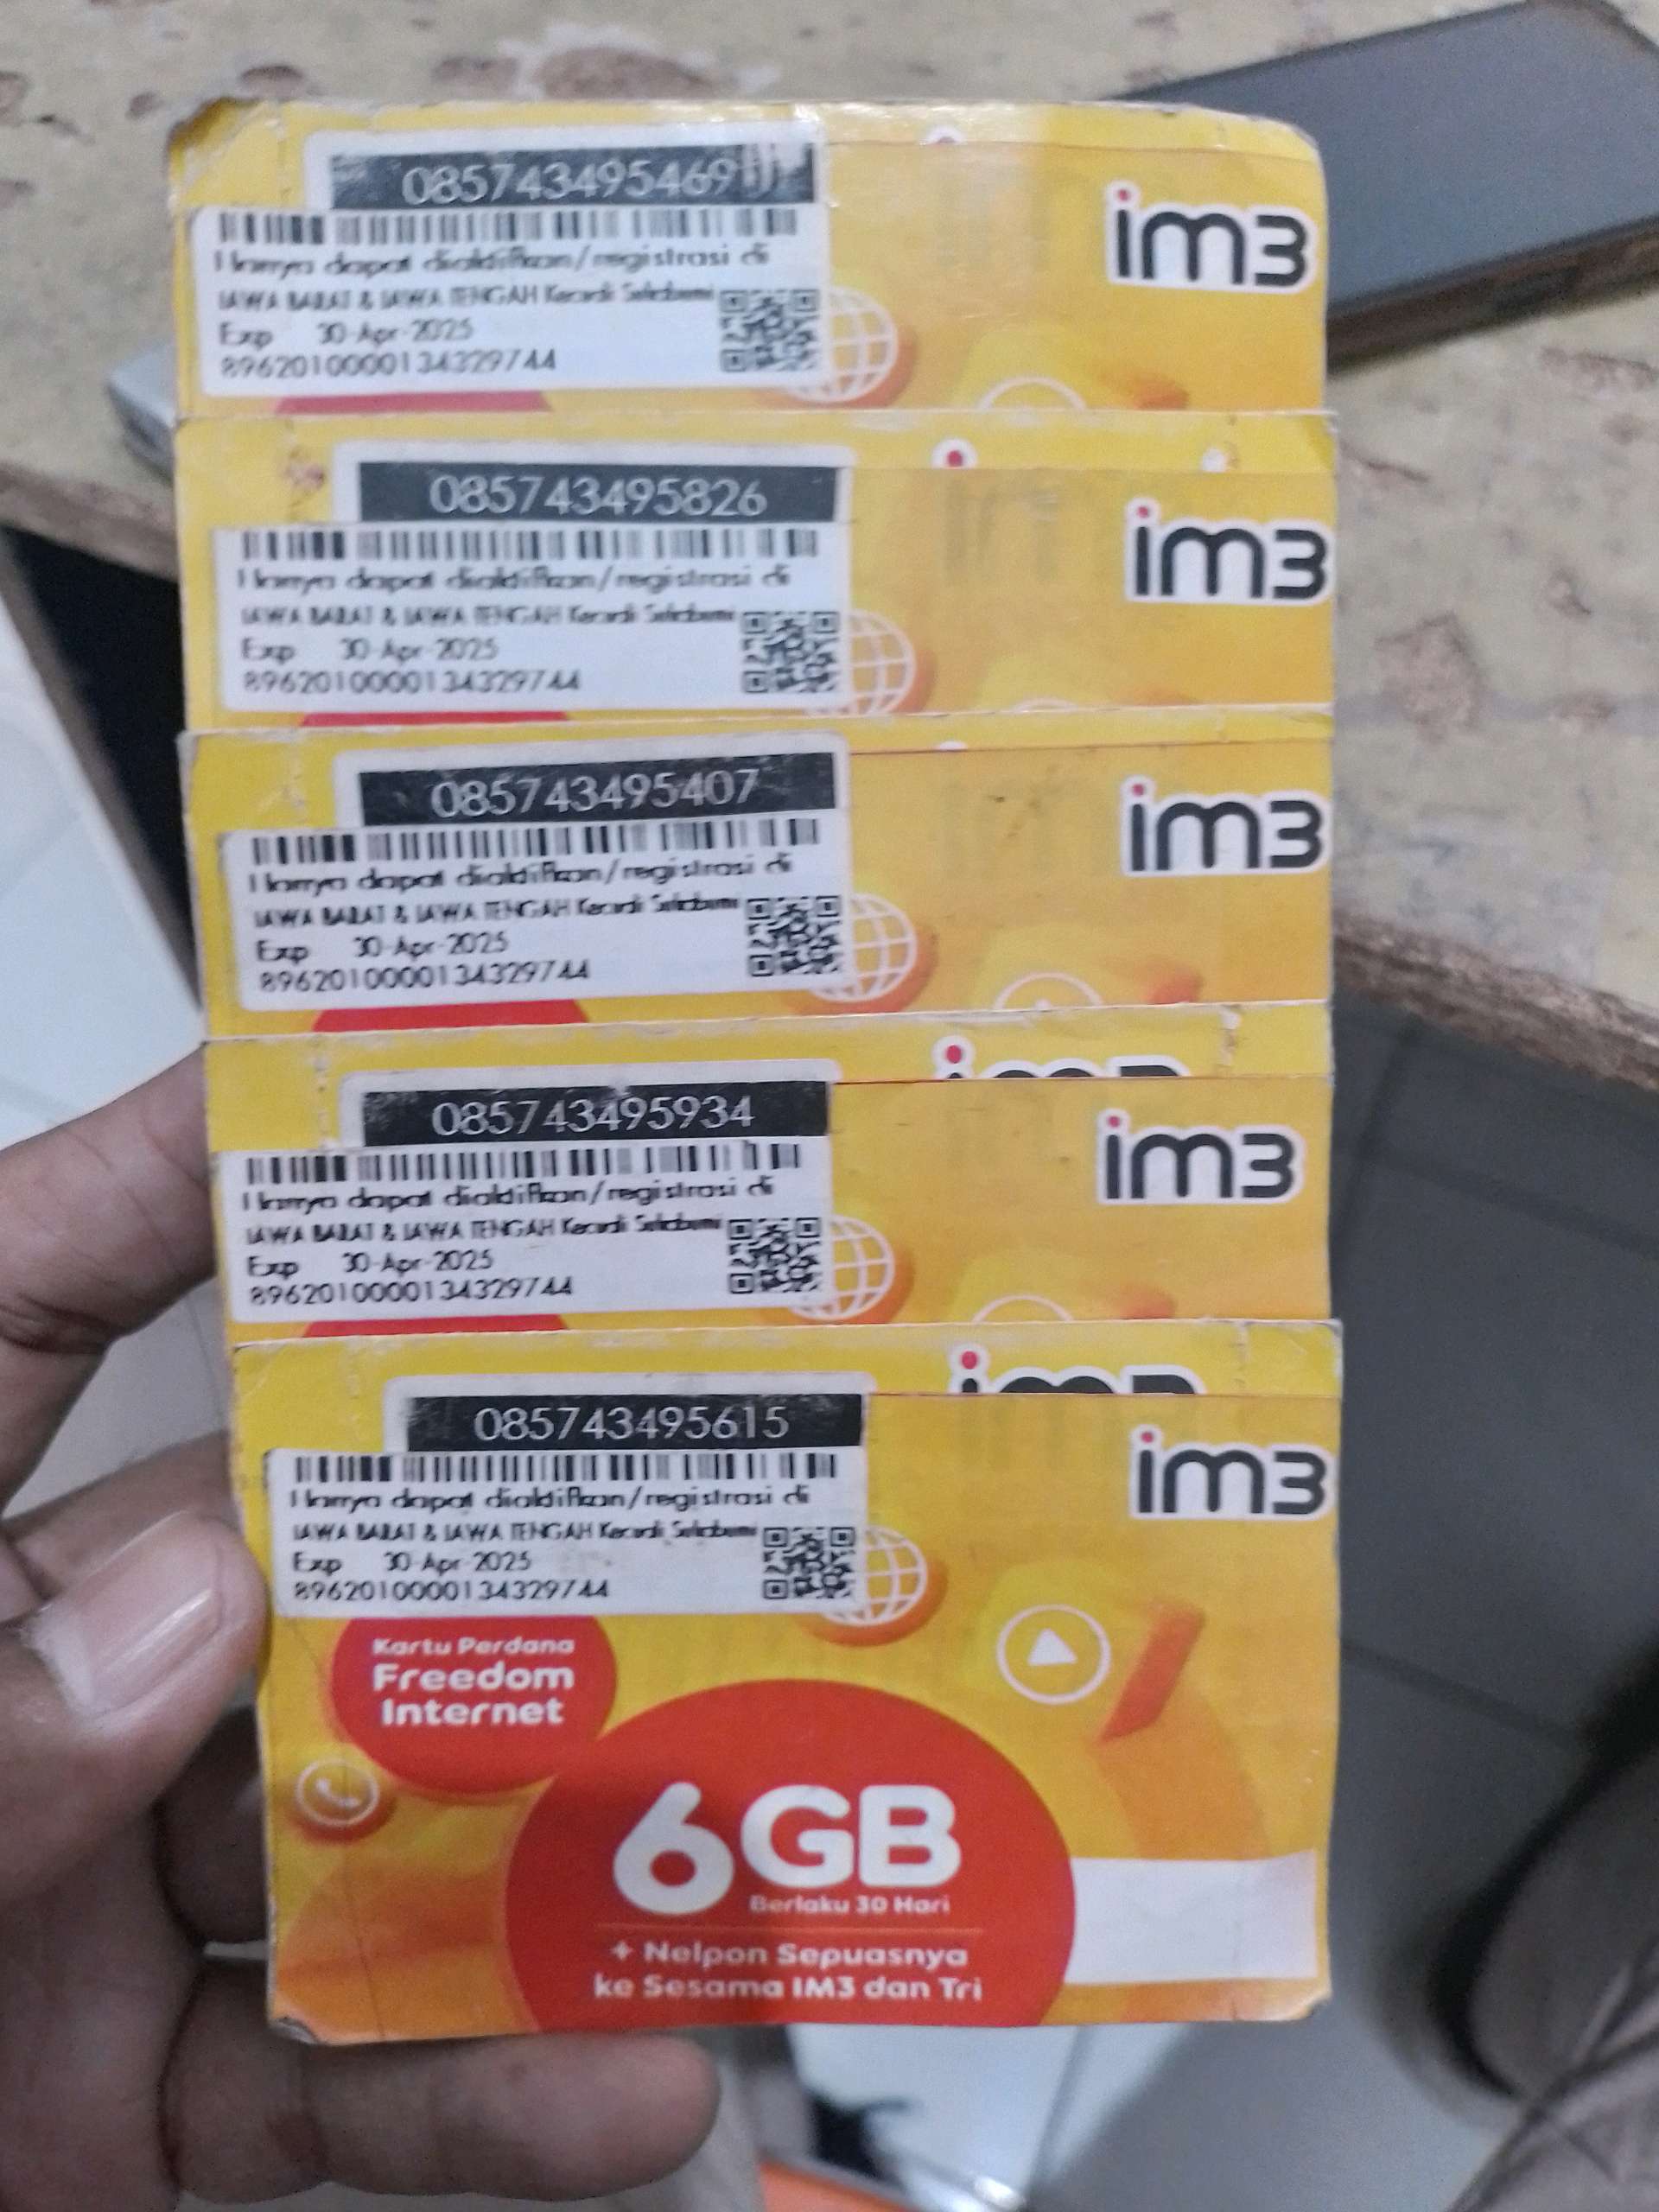 085743495469
im3
Hanya dapat diaktifkan/registrasi di
JAWA BARAT & JAWA TENGAH Kecuali Sukabumi
Exp 30-Apr-2025
8962010000134329744
085743495826
im3
Hanya dapat diaktifkan/registrasi di
JAWA BARAT & JAWA TENGAH Kecuali Sukabumi
Exp 30-Apr-2025
8962010000134329744
085743495407
im3
Hanya dapat diaktifkan/registrasi di
JAWA BARAT & JAWA TENGAH Kecuali Sukabumi
Exp 30-Apr-2025
8962010000134329744
im3
085743495934
im3
Hanya dapat diaktifkan/registrasi di
JAWA BARAT & JAWA TENGAH Kecuali Sukabumi
Exp 30-Apr-2025
8962010000134329744
im3
085743495615
im3
Hanya dapat diaktifkan/registrasi di
JAWA BARAT & JAWA TENGAH Kecuali Sukabumi
Exp 30-Apr-2025
8962010000134329744
Kartu Perdana
Freedom
Internet
6GB
Berlaku 30 Hari
+ Nelpon Sepuasnya
ke Sesama IM3 dan Tri